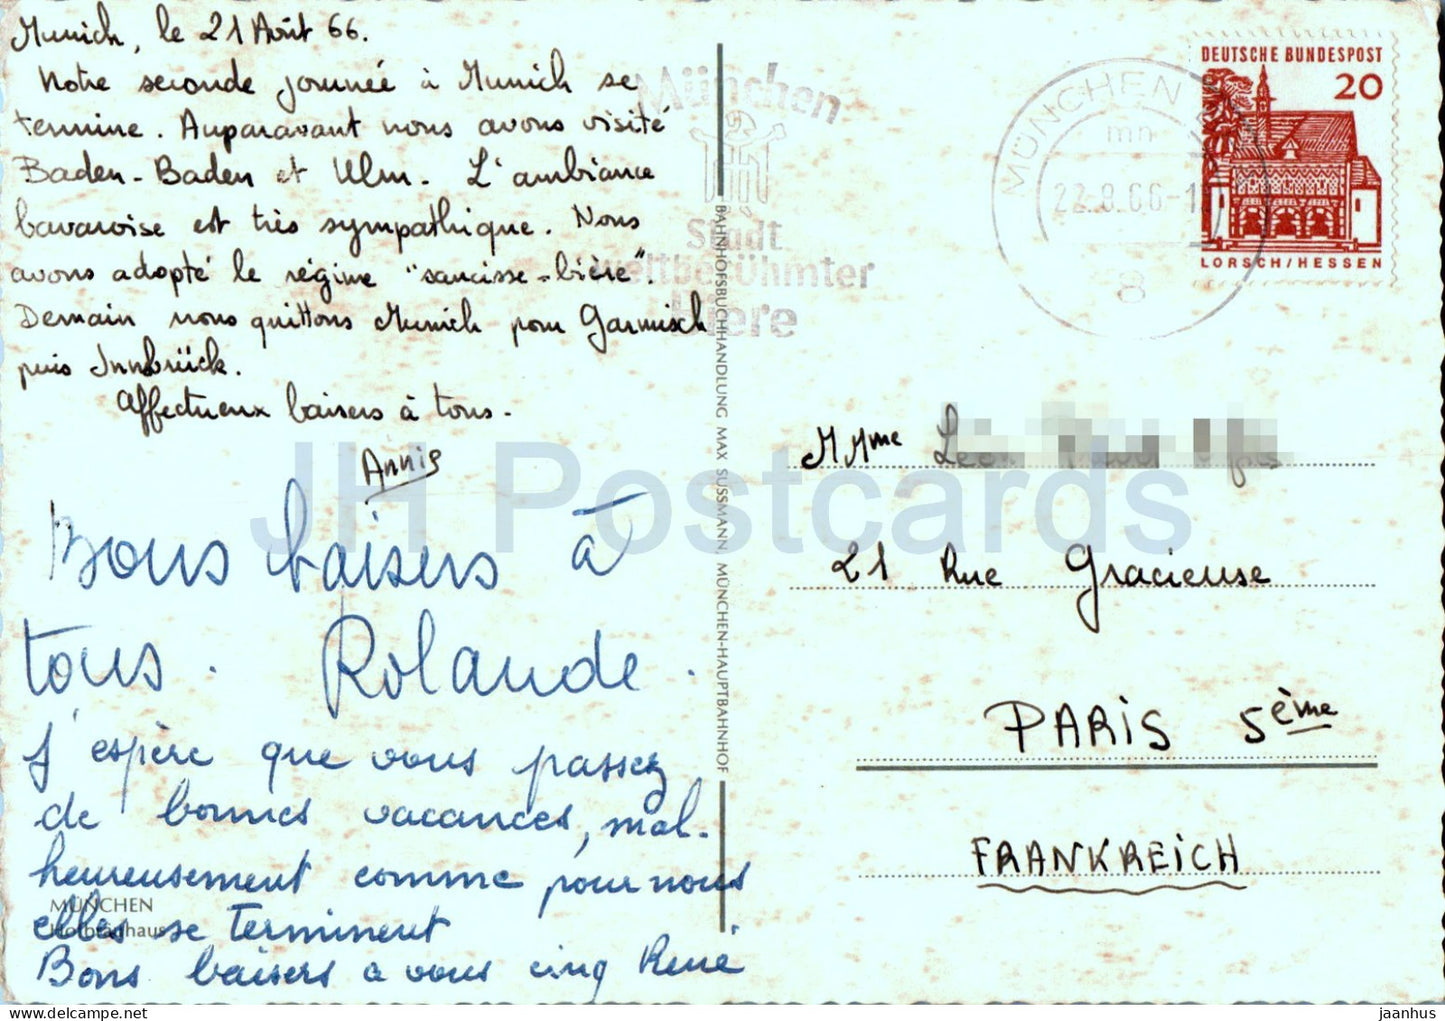 Munich, le 21 Août 66.
Notre seconde journée à Munich se
termine. Auparavant nous avons visité
Baden-Baden et Ulm. L'ambiance
bavaroise est très sympathique. Nous
avons adopté le régime "saucisse-bière".
Demain nous quittons Munich pour Garmisch
puis Innbrück.
Affectueux baisers à tous.
Annie
Bons baisers à
tous. Rolande.
J'espère que vous passez
de bonnes vacances, mal-
heureusement comme pour nous
elles se terminent
Bons baisers a vous cinq René
MÜNCHEN
Hofbräuhaus
BAHNHOFSBUCHHANDLUNG MAX SUSSMANN, MÜNCHEN-HAUPTBAHNHOF
München
Stadt
weltberühmter
Biere
MÜNCHEN
mn
22.8.66-1
8
DEUTSCHE BUNDESPOST
20
LORSCH/HESSEN
M Mme
21 Rue Gracieuse
PARiS 5ème
FRANKREiCH
JH Postcards
jaanhus